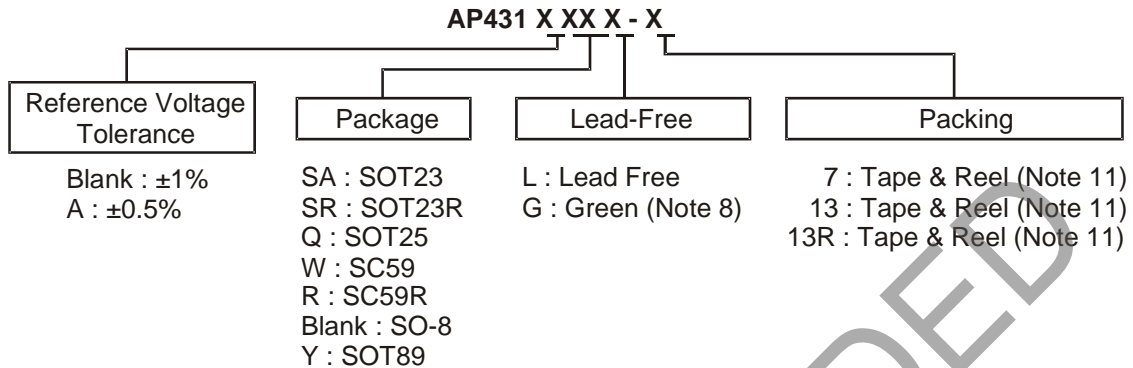 AP431 X XX X - X
Reference Voltage
Tolerance
Blank : ±1%
A : ±0.5%
Package
SA : SOT23
SR : SOT23R
Q : SOT25
W : SC59
R : SC59R
Blank : SO-8
Y : SOT89
Lead-Free
L : Lead Free
G : Green (Note 8)
Packing
7 : Tape & Reel (Note 11)
13 : Tape & Reel (Note 11)
13R : Tape & Reel (Note 11)
DED